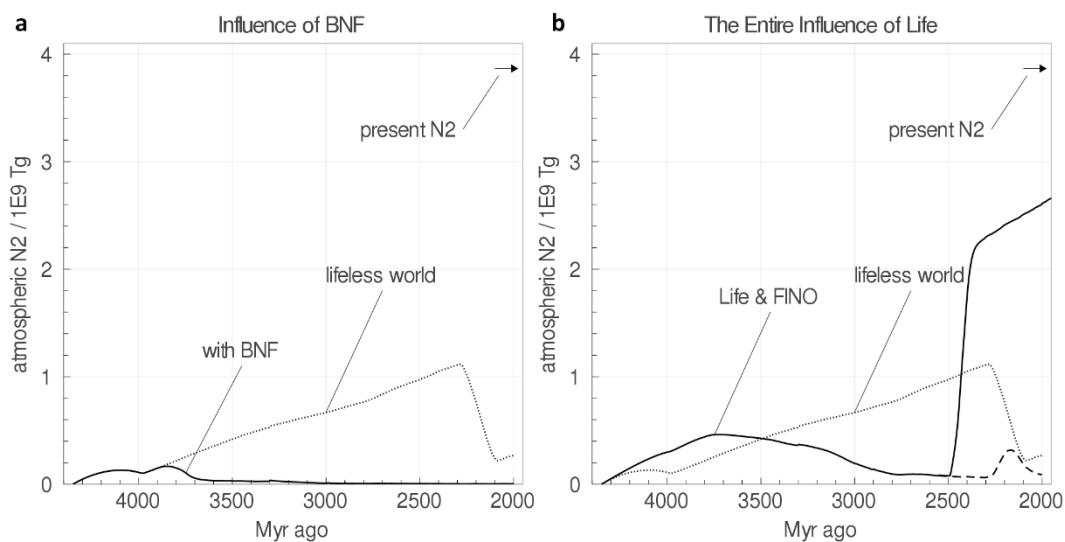 a
Influence of BNF
atmospheric N2 / 1E9 Tg
4
3
2
1
0
present N2
lifeless world
with BNF
4000
3500
3000
2500
2000
Myr ago
b
The Entire Influence of Life
atmospheric N2 / 1E9 Tg
4
3
2
1
0
present N2
lifeless world
Life & FINO
4000
3500
3000
2500
2000
Myr ago